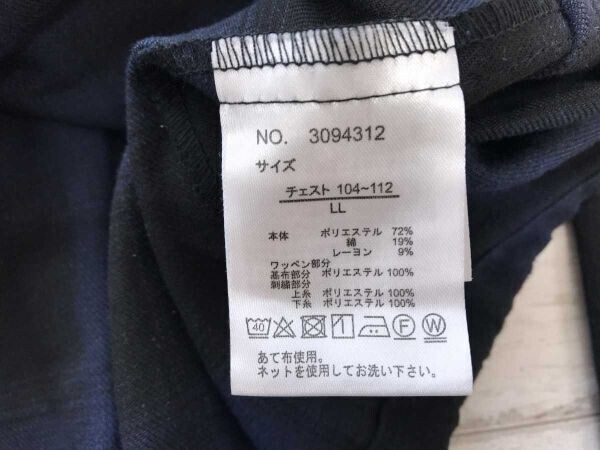 NO. 3094312
サイズ
チェスト 104~112
LL
本体 ポリエステル 72%
綿 19%
レーヨン 9%
ワッペン部分
基布部分 ポリエステル 100%
刺繍部分
上糸 ポリエステル 100%
下糸 ポリエステル 100%
40 F W
あて布使用。
ネットを使用してお洗い下さい。